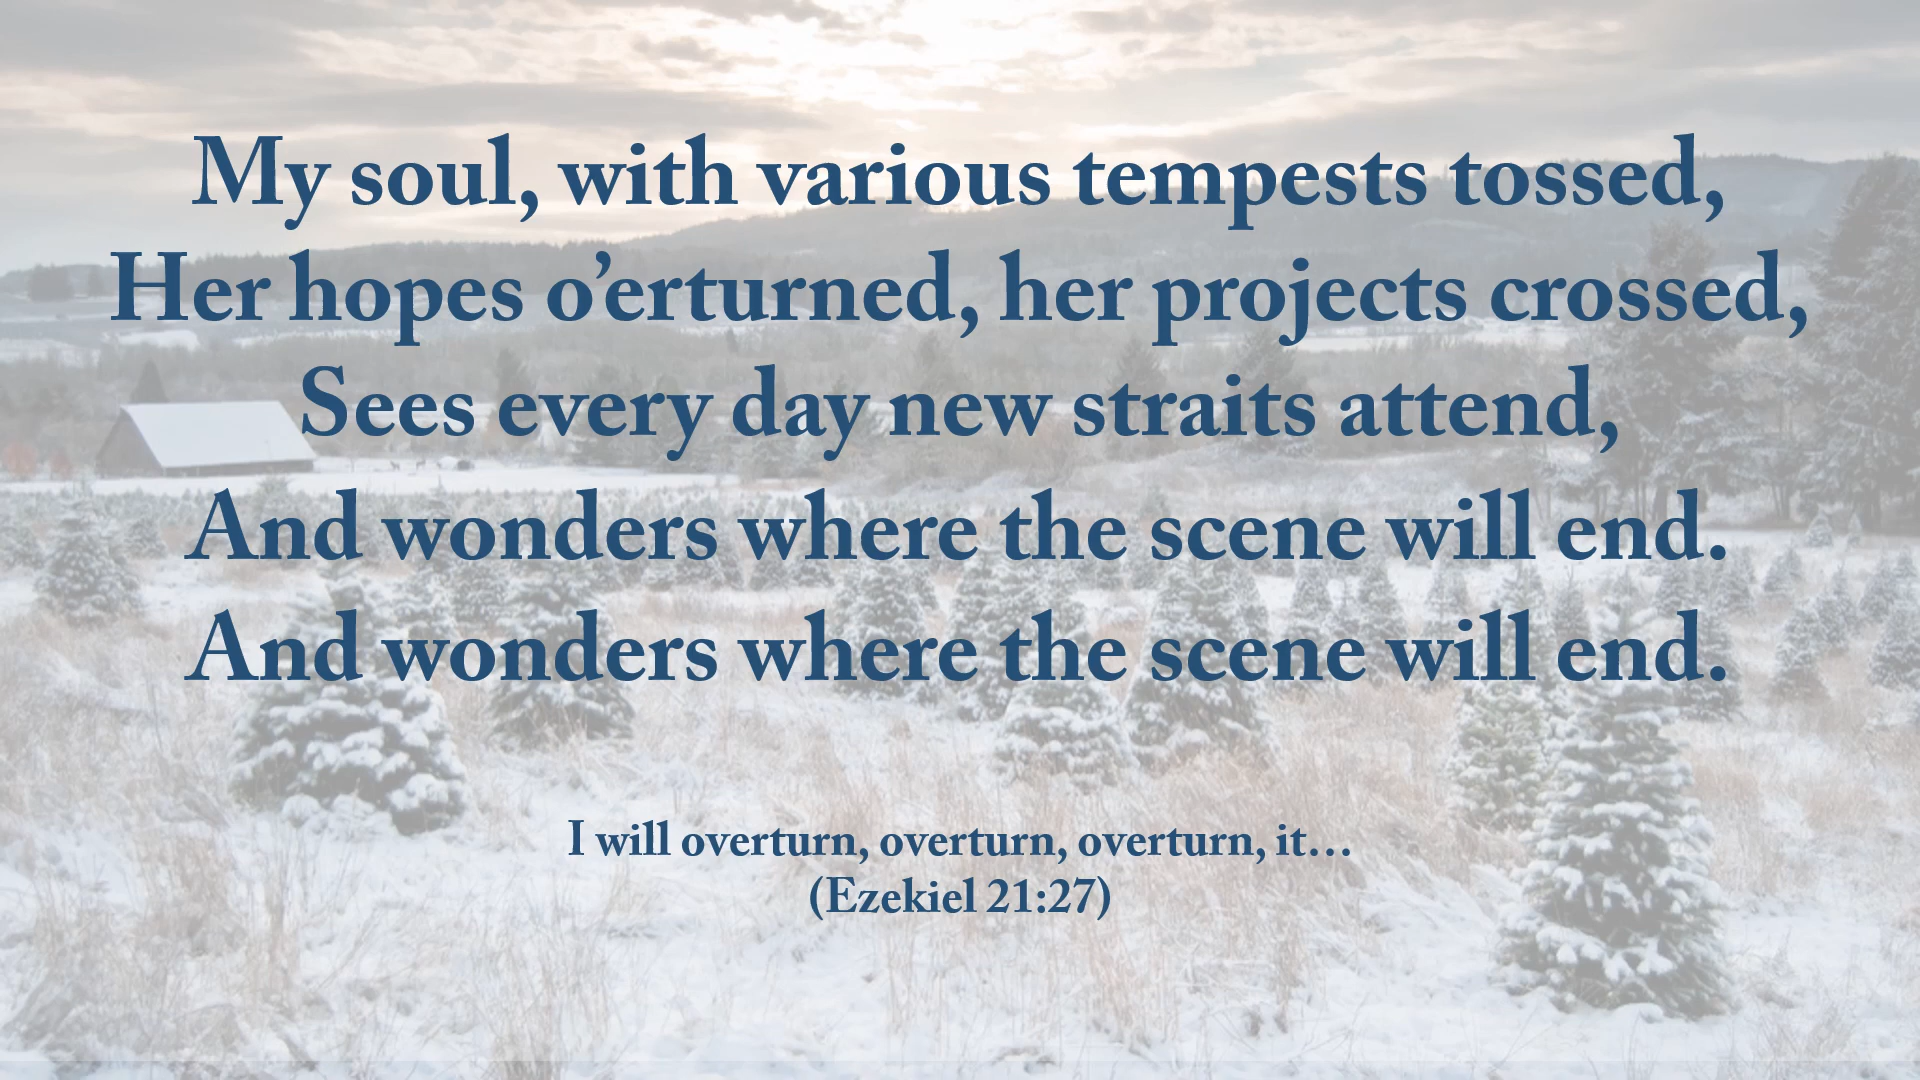 My soul, with various tempests tossed,
Her hopes o’erturned, her projects crossed,
Sees every day new straits attend,
And wonders where the scene will end.
And wonders where the scene will end.
I will overturn, overturn, overturn, it…
(Ezekiel 21:27)